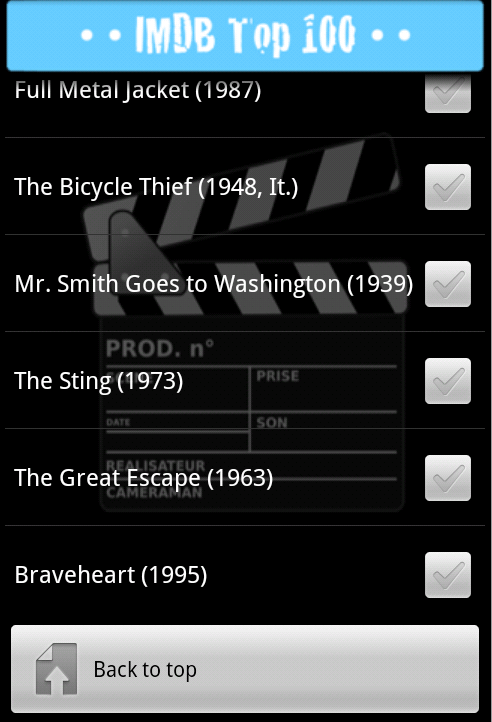 • • IMDB Top 100 • •
Full Metal Jacket (1987)
The Bicycle Thief (1948, It.)
Mr. Smith Goes to Washington (1939)
PROD. n°
The Sting (1973)
PRISE
DATE
SON
REALISATEUR
The Great Escape (1963)
CAMERAMAN
Braveheart (1995)
Back to top